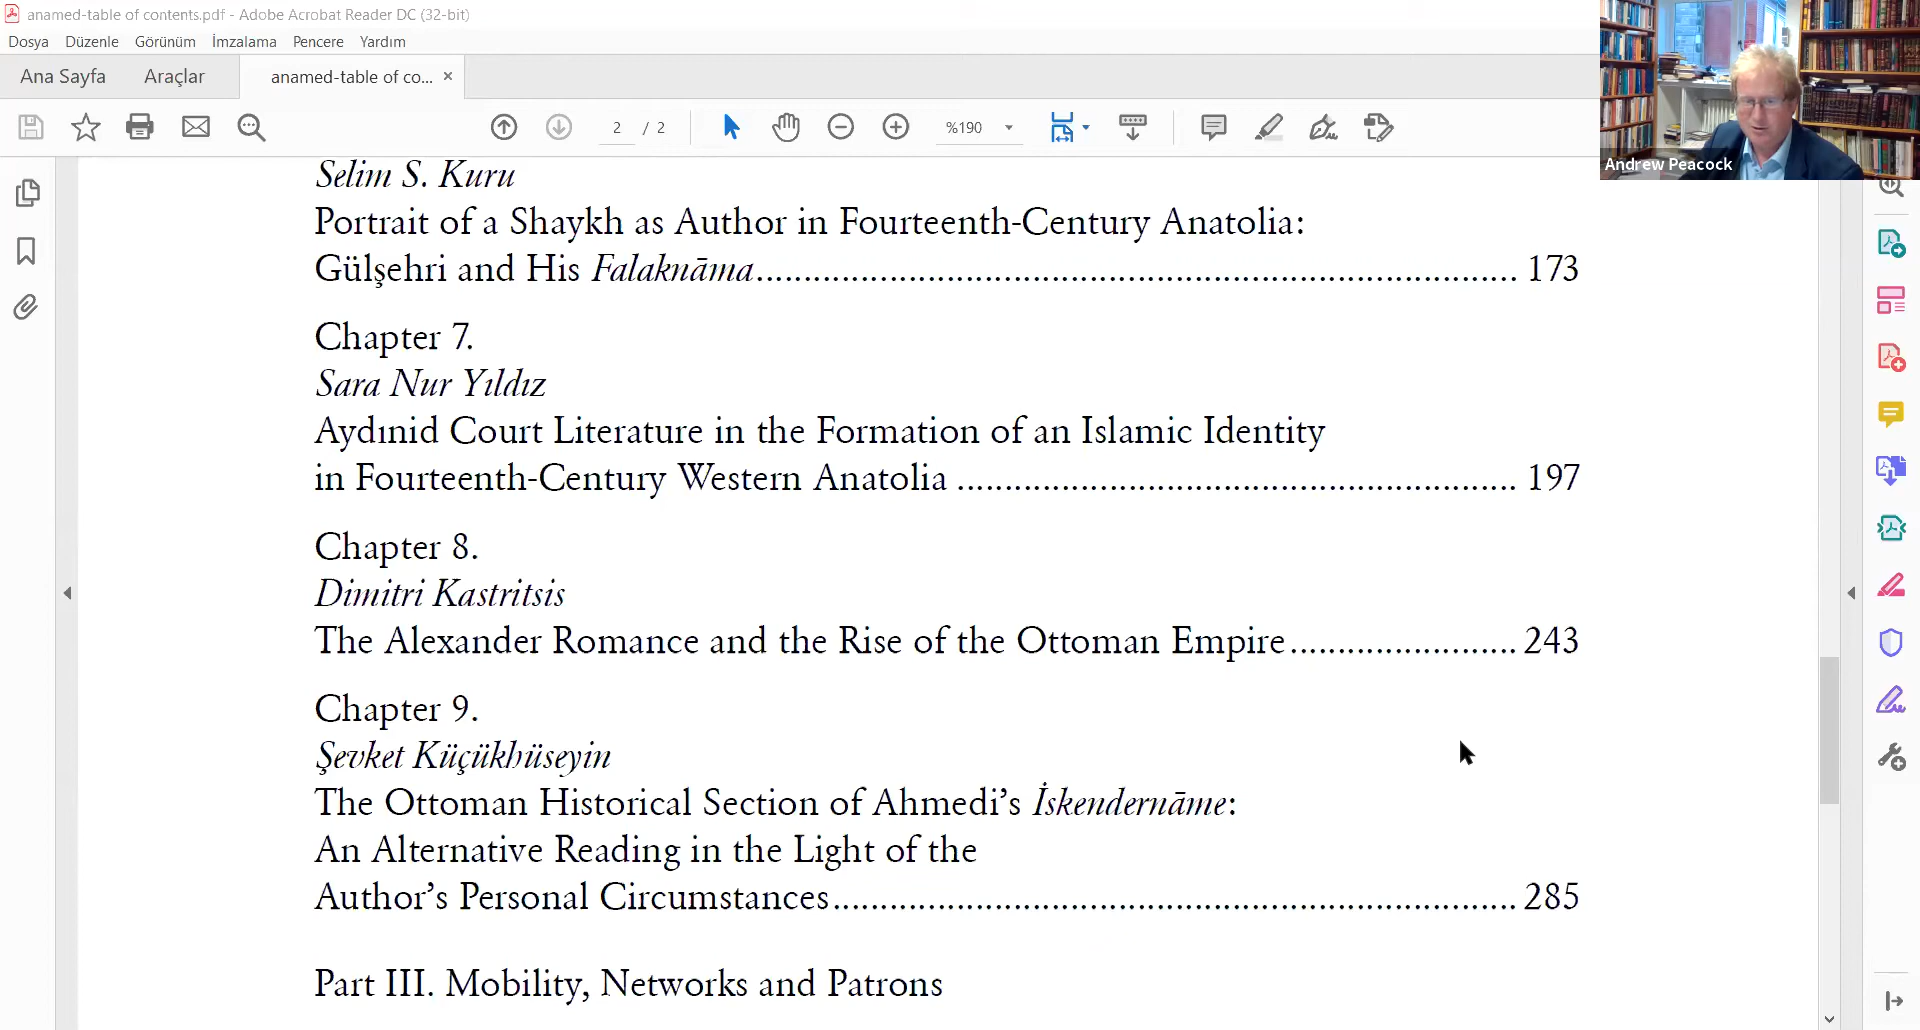 anamed-table of contents.pdf - Adobe Acrobat Reader DC (32-bit)
Dosya Düzenle Görünüm İmzalama Pencere Yardım
Ana Sayfa Araçlar anamed-table of co... ×
2 / 2 %190
Andrew Peacock
Selim S. Kuru
Portrait of a Shaykh as Author in Fourteenth-Century Anatolia:
Gülşehri and His Falaknāma................................................................................ 173
Chapter 7.
Sara Nur Yıldız
Aydınid Court Literature in the Formation of an Islamic Identity
in Fourteenth-Century Western Anatolia .......................................................... 197
Chapter 8.
Dimitri Kastritsis
The Alexander Romance and the Rise of the Ottoman Empire........................ 243
Chapter 9.
Şevket Küçükhüseyin
The Ottoman Historical Section of Ahmedi’s İskendernāme:
An Alternative Reading in the Light of the
Author’s Personal Circumstances........................................................................ 285
Part III. Mobility, Networks and Patrons